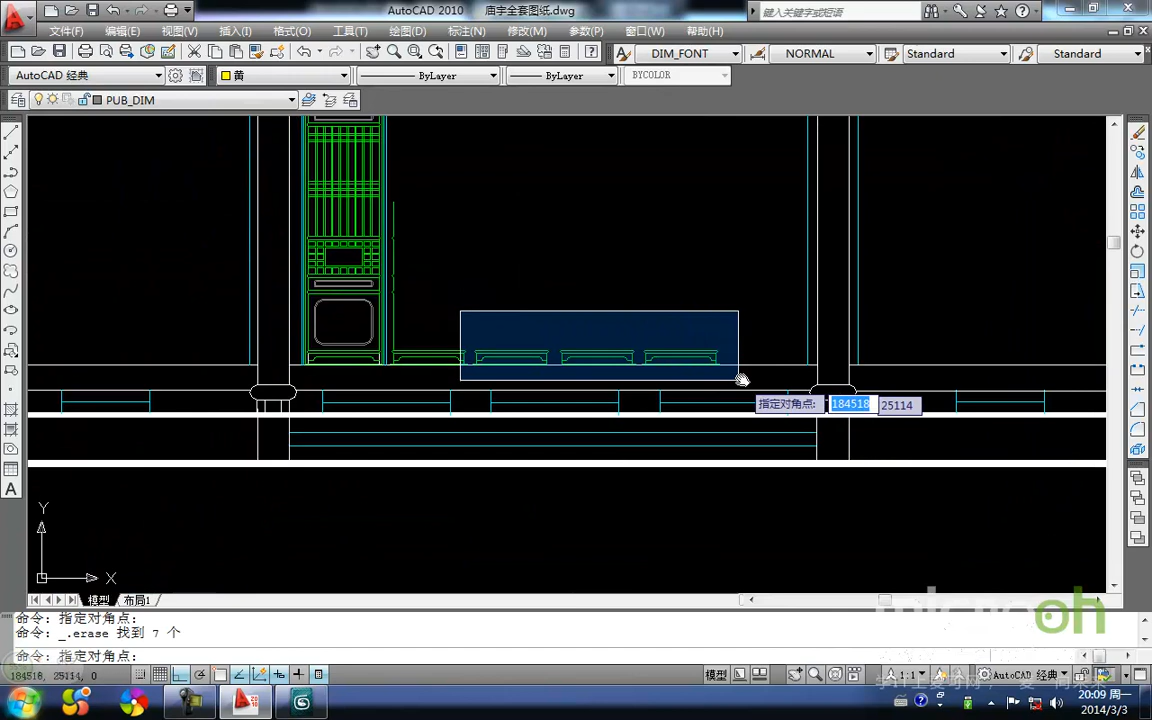 AutoCAD 2010 庙宇全套图纸.dwg 键入关键字或短语
文件(F) 编辑(E) 视图(V) 插入(I) 格式(O) 工具(T) 绘图(D) 标注(N) 修改(M) 参数(P) 窗口(W) 帮助(H)
DIM_FONT NORMAL Standard Standard
AutoCAD 经典 黄 ByLayer ByLayer BYCOLOR
PUB_DIM
指定对角点: 184518 25114
Y
X
模型 布局1
命令: 指定对角点:
命令: _.erase 找到 7 个
命令: 指定对角点:
oh
184518, 25114, 0 模型 1:1 AutoCAD 经典
20:09 周一
2014/3/3